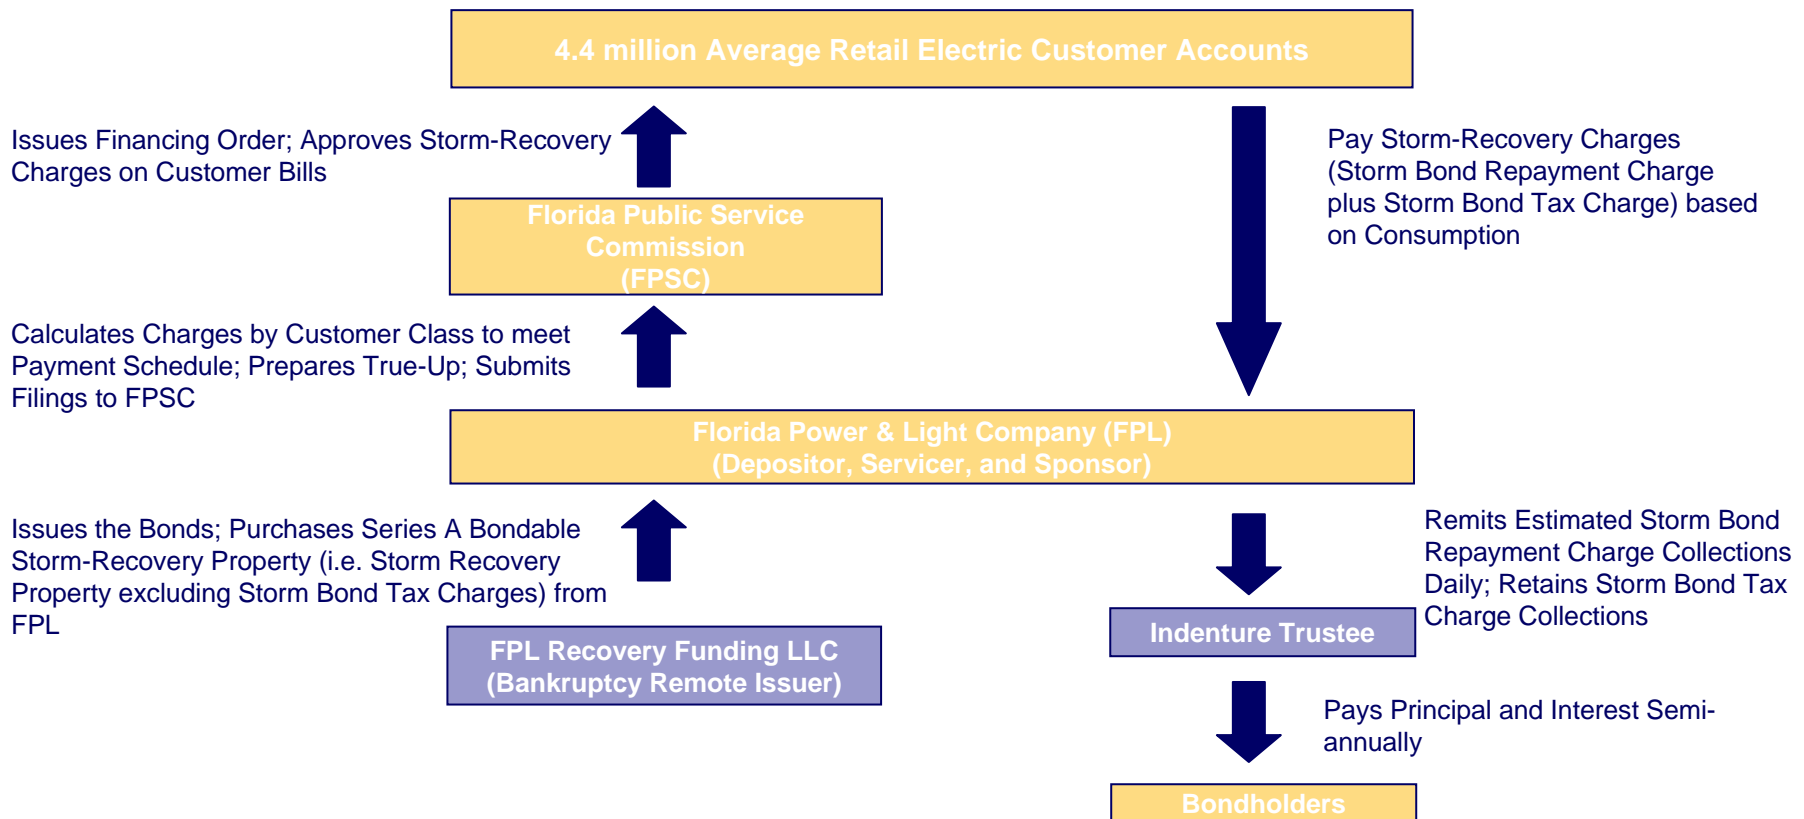 4.4 million Average Retail Electric Customer Accounts
Issues Financing Order; Approves Storm-Recovery
Charges on Customer Bills
Pay Storm-Recovery Charges
(Storm Bond Repayment Charge
plus Storm Bond Tax Charge) based
on Consumption
Florida Public Service
Commission
(FPSC)
Calculates Charges by Customer Class to meet
Payment Schedule; Prepares True-Up; Submits
Filings to FPSC
Florida Power & Light Company (FPL)
(Depositor, Servicer, and Sponsor)
Issues the Bonds; Purchases Series A Bondable
Storm-Recovery Property (i.e. Storm Recovery
Property excluding Storm Bond Tax Charges) from
FPL
Remits Estimated Storm Bond
Repayment Charge Collections
Daily; Retains Storm Bond Tax
Charge Collections
FPL Recovery Funding LLC
(Bankruptcy Remote Issuer)
Indenture Trustee
Pays Principal and Interest Semi-
annually
Bondholders